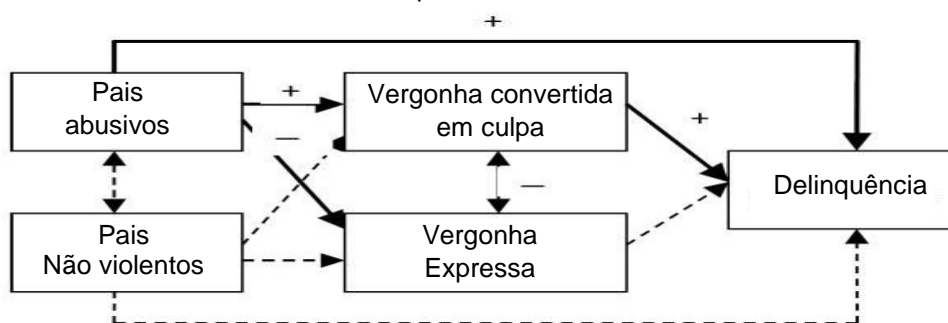 +
Pais
abusivos
+
—
Vergonha convertida
em culpa
+
Delinquência
—
Pais
Não violentos
Vergonha
Expressa